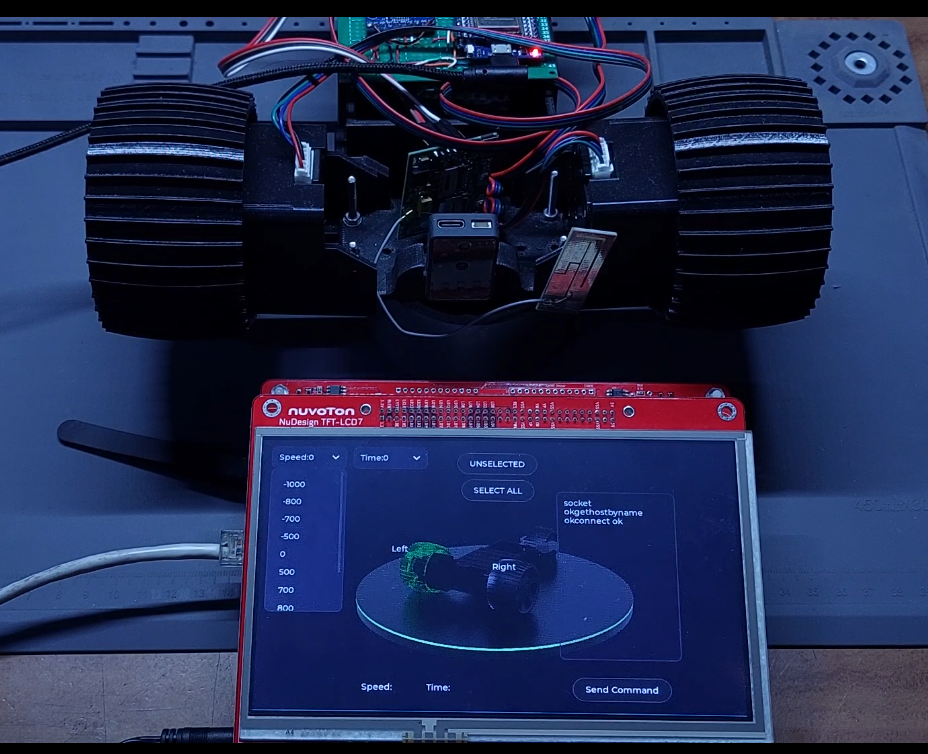 nuvoTon
NuDesign TFT-LCD7
Speed:0
Time:0
UNSELECTED
SELECT ALL
-1000
-800
-700
-500
0
500
700
800
socket
okgethostbyname
okconnect ok
Left
Right
Speed:
Time:
Send Command